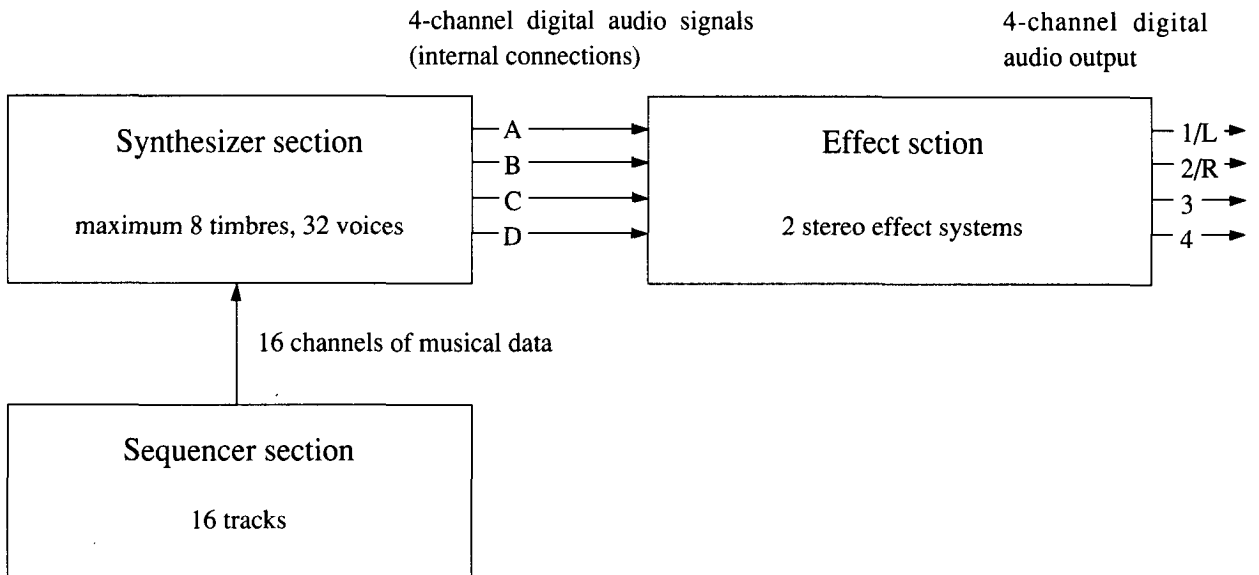 4-channel digital audio signals
(internal connections)
4-channel digital
audio output
Synthesizer section
maximum 8 timbres, 32 voices
A
B
C
D
Effect sction
2 stereo effect systems
1/L
2/R
3
4
16 channels of musical data
Sequencer section
16 tracks